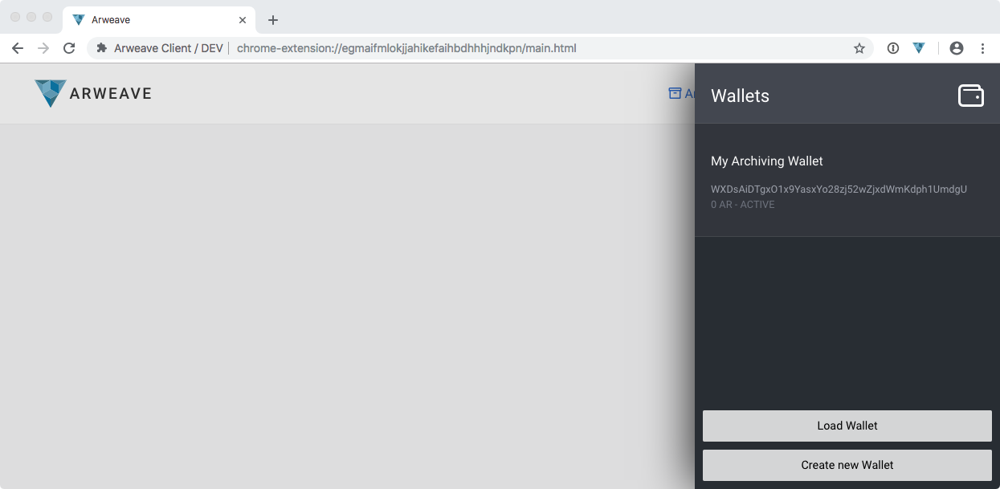 Arweave
Arweave Client / DEV
chrome-extension://egmaifmlokjjahikefaihbdhhhjndkpn/main.html
ARWEAVE
Wallets
My Archiving Wallet
WXDsAiDTgxO1x9YasxYo28zj52wZjxdWmKdph1UmdgU
0 AR - ACTIVE
Load Wallet
Create new Wallet